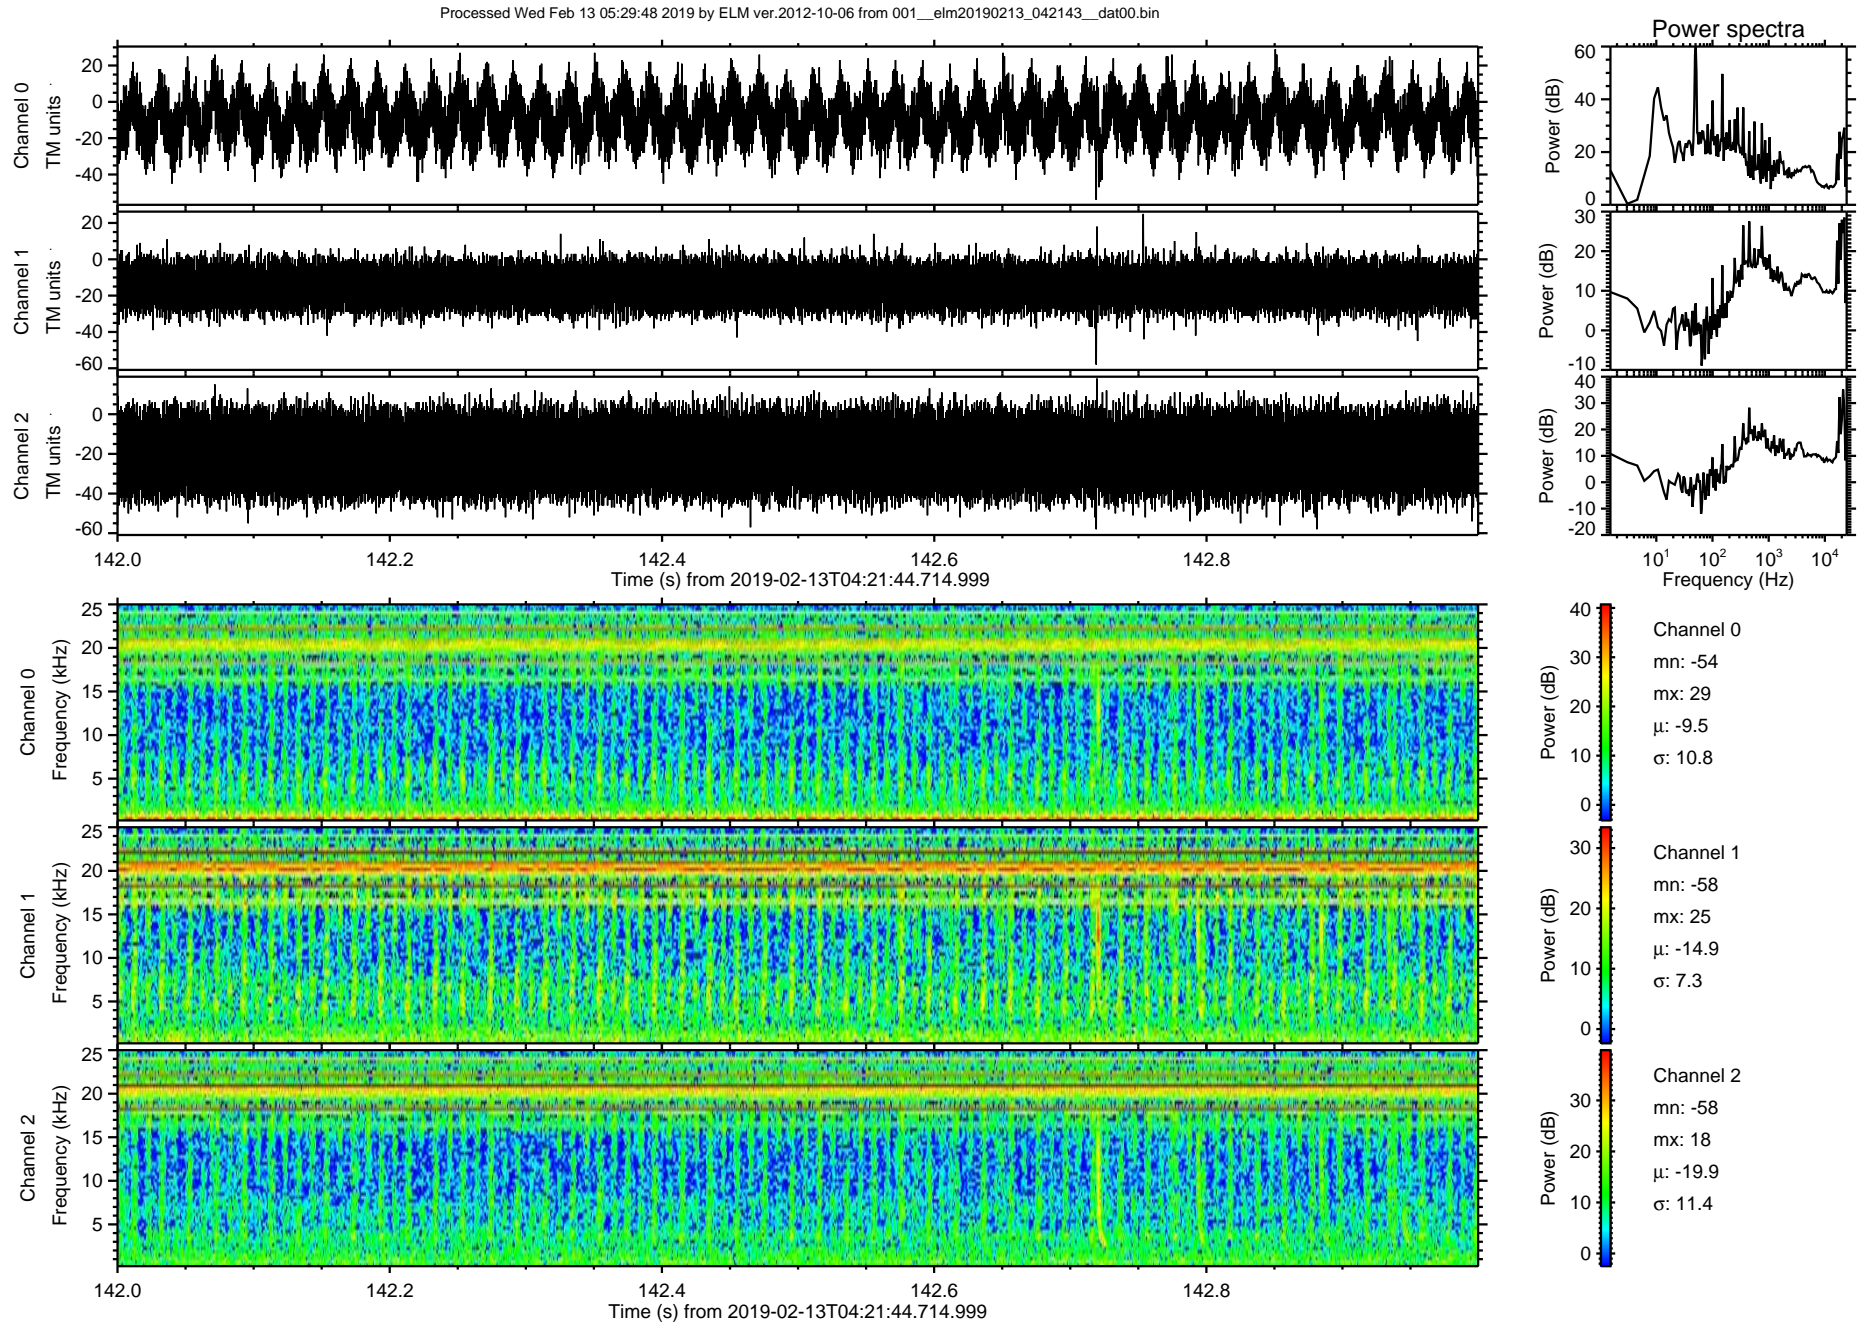 Processed Wed Feb 13 05:29:48 2019 by ELM ver.2012-10-06 from 001__elm20190213_042143__dat00.bin
Power spectra
Channel 0
TM units
20
0
-20
-40
Power (dB)
60
40
20
0
Channel 1
TM units
20
0
-20
-40
-60
Power (dB)
30
20
10
0
-10
Channel 2
TM units
0
-20
-40
-60
Power (dB)
40
30
20
10
0
-10
-20
142.0 142.2 142.4 142.6 142.8
Time (s) from 2019-02-13T04:21:44.714.999
10^1 10^2 10^3 10^4
Frequency (Hz)
Channel 0
Frequency (kHz)
25
20
15
10
5
Power (dB)
40
30
20
10
0
Channel 0
mn: -54
mx: 29
μ: -9.5
σ: 10.8
Channel 1
Frequency (kHz)
25
20
15
10
5
Power (dB)
30
20
10
0
Channel 1
mn: -58
mx: 25
μ: -14.9
σ: 7.3
Channel 2
Frequency (kHz)
25
20
15
10
5
Power (dB)
30
20
10
0
Channel 2
mn: -58
mx: 18
μ: -19.9
σ: 11.4
142.0 142.2 142.4 142.6 142.8
Time (s) from 2019-02-13T04:21:44.714.999